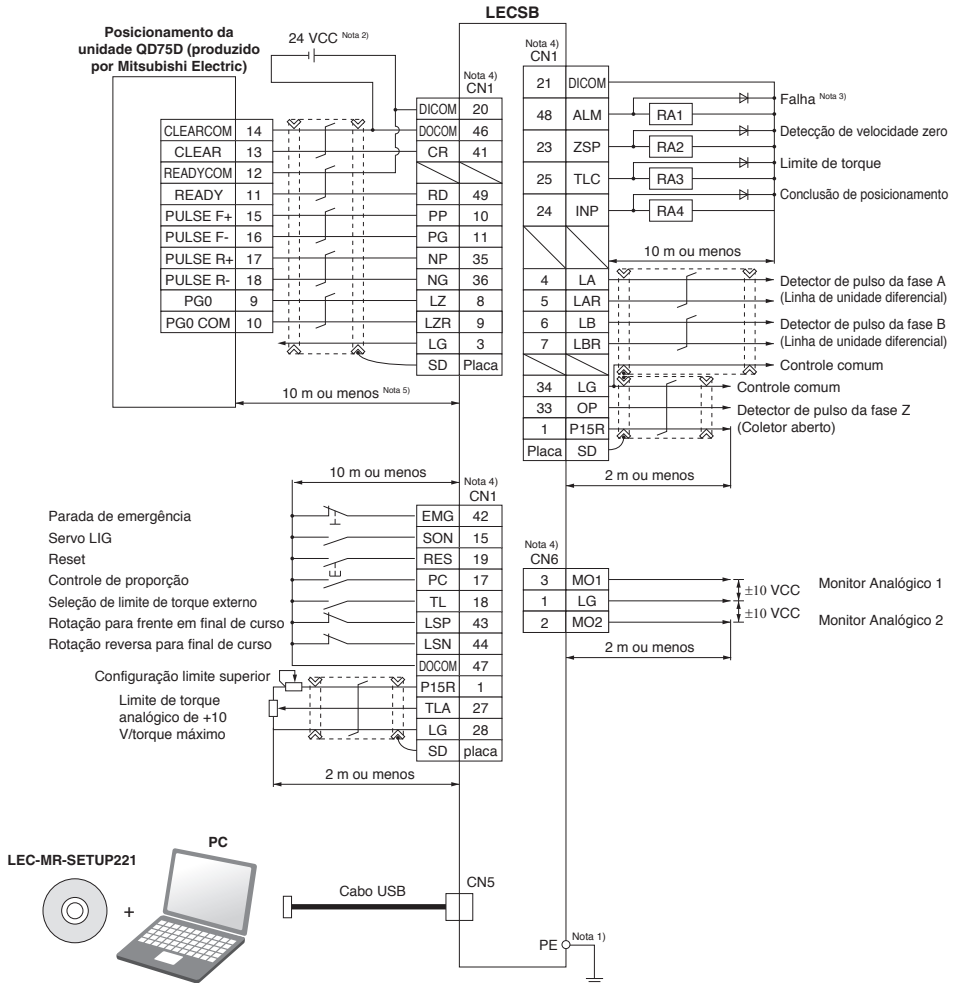 LECSB
Posicionamento da
unidade QD75D (produzido
por Mitsubishi Electric)
24 VCC Nota 2)
Nota 4)
CN1
DICOM 20
CLEARCOM 14 DOCOM 46
CLEAR 13 CR 41
READYCOM 12
READY 11 RD 49
PULSE F+ 15 PP 10
PULSE F- 16 PG 11
PULSE R+ 17 NP 35
PULSE R- 18 NG 36
PG0 9 LZ 8
PG0 COM 10 LZR 9
LG 3
SD Placa
10 m ou menos Nota 5)
Nota 4)
CN1
21 DICOM
48 ALM RA1 Falha Nota 3)
23 ZSP RA2 Detecção de velocidade zero
25 TLC RA3 Limite de torque
24 INP RA4 Conclusão de posicionamento
10 m ou menos
4 LA Detector de pulso da fase A
5 LAR (Linha de unidade diferencial)
6 LB Detector de pulso da fase B
7 LBR (Linha de unidade diferencial)
Controle comum
34 LG Controle comum
33 OP Detector de pulso da fase Z
1 P15R (Coletor aberto)
Placa SD
2 m ou menos
10 m ou menos
Nota 4)
CN1
Parada de emergência EMG 42
Servo LIG SON 15
Reset RES 19
Controle de proporção PC 17
Seleção de limite de torque externo TL 18
Rotação para frente em final de curso LSP 43
Rotação reversa para final de curso LSN 44
DOCOM 47
Configuração limite superior P15R 1
Limite de torque
analógico de +10
V/torque máximo
TLA 27
LG 28
SD placa
2 m ou menos
Nota 4)
CN6
3 MO1 ±10 VCC Monitor Analógico 1
1 LG
2 MO2 ±10 VCC Monitor Analógico 2
2 m ou menos
PC
LEC-MR-SETUP221
+
Cabo USB
CN5
PE Nota 1)